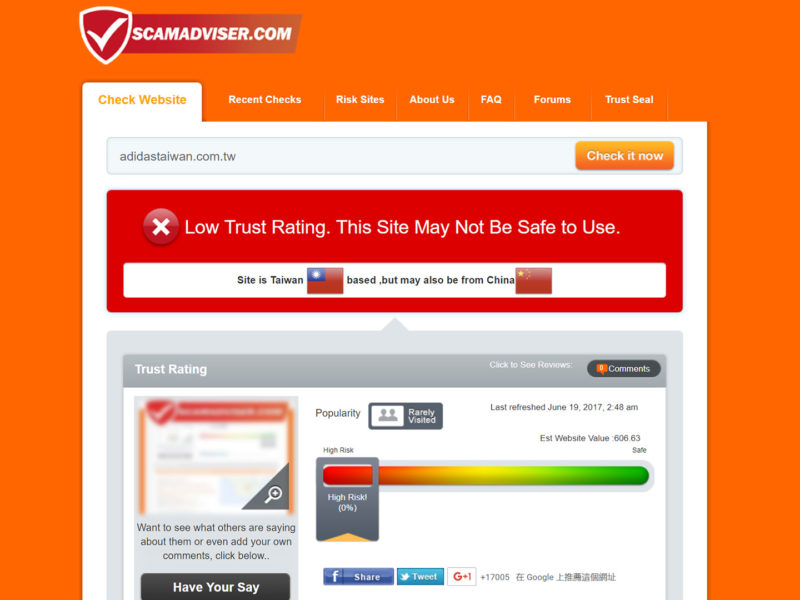 SCAMADVISER.COM
Check Website
Recent Checks
Risk Sites
About Us
FAQ
Forums
Trust Seal
adidastaiwan.com.tw
Check it now
Low Trust Rating. This Site May Not Be Safe to Use.
Site is Taiwan based ,but may also be from China
Trust Rating
Click to See Reviews:
0 Comments
SCAMADVISER.COM
Want to see what others are saying
about them or even add your own
comments, click below..
Have Your Say
Popularity
Rarely
Visited
Last refreshed June 19, 2017, 2:48 am
Est Website Value :606.63
High Risk
Safe
High Risk!
(0%)
f Share
Tweet
G+1
+17005 在 Google 上推薦這個網址